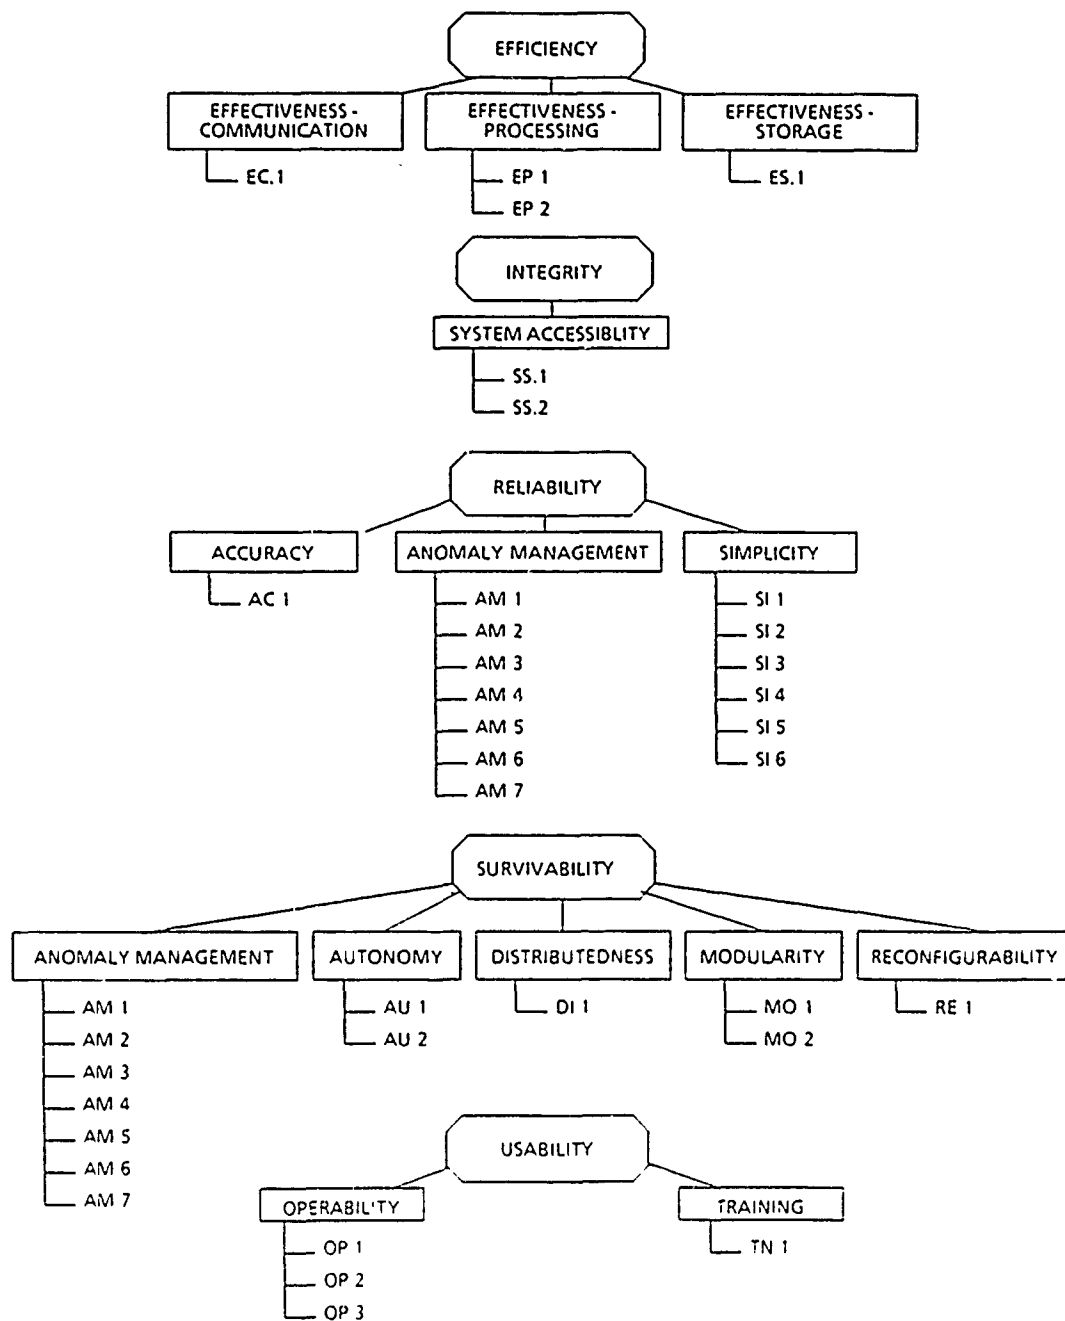 EFFICIENCY
EFFECTIVENESS -
COMMUNICATION
EFFECTIVENESS -
PROCESSING
EFFECTIVENESS -
STORAGE
EC.1
EP 1
EP 2
ES.1
INTEGRITY
SYSTEM ACCESSIBLITY
SS.1
SS.2
RELIABILITY
ACCURACY
ANOMALY MANAGEMENT
SIMPLICITY
AC 1
AM 1
AM 2
AM 3
AM 4
AM 5
AM 6
AM 7
SI 1
SI 2
SI 3
SI 4
SI 5
SI 6
SURVIVABILITY
ANOMALY MANAGEMENT
AUTONOMY
DISTRIBUTEDNESS
MODULARITY
RECONFIGURABILITY
AM 1
AM 2
AM 3
AM 4
AM 5
AM 6
AM 7
AU 1
AU 2
DI 1
MO 1
MO 2
RE 1
USABILITY
OPERABILITY
TRAINING
OP 1
OP 2
OP 3
TN 1